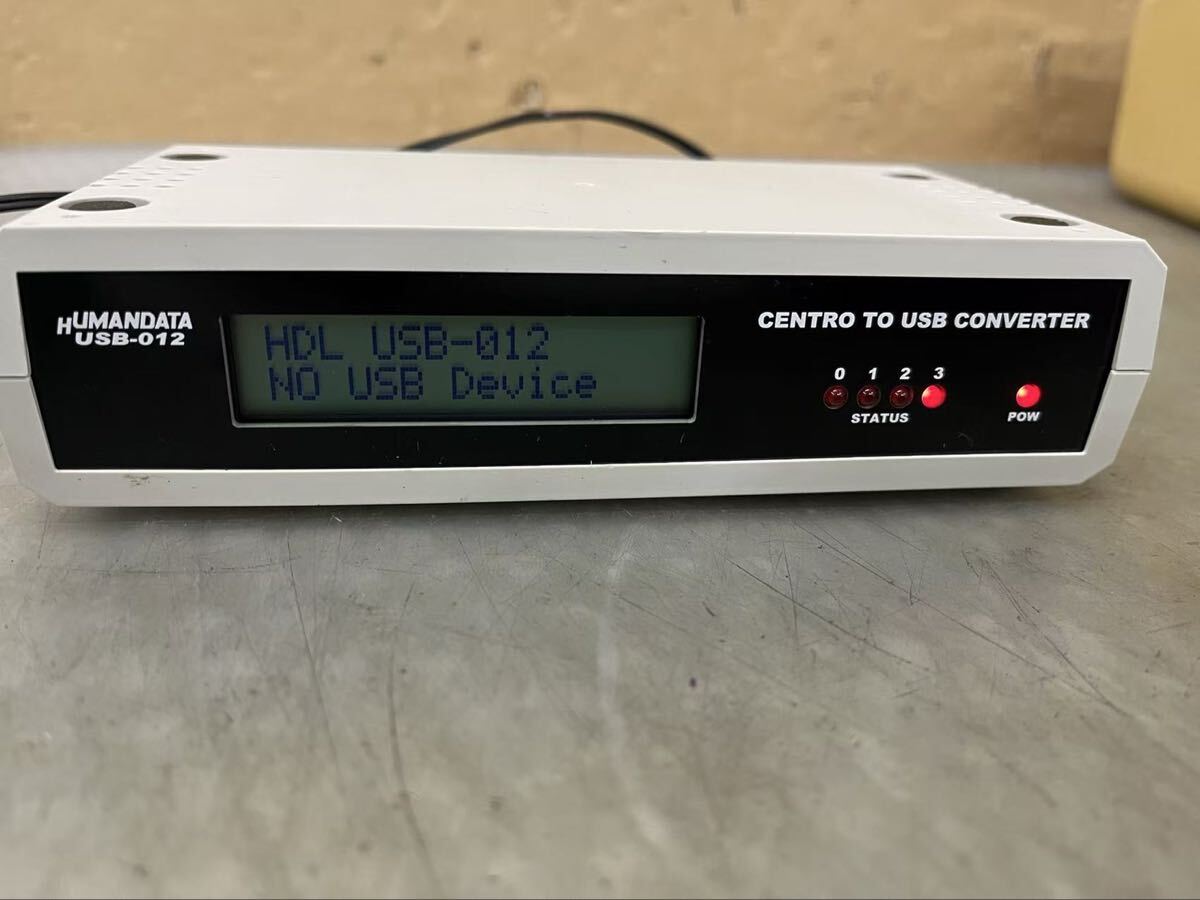 HUMANDATA
USB-012
HDL USB-012
NO USB Device
CENTRO TO USB CONVERTER
0 1 2 3
STATUS
POW